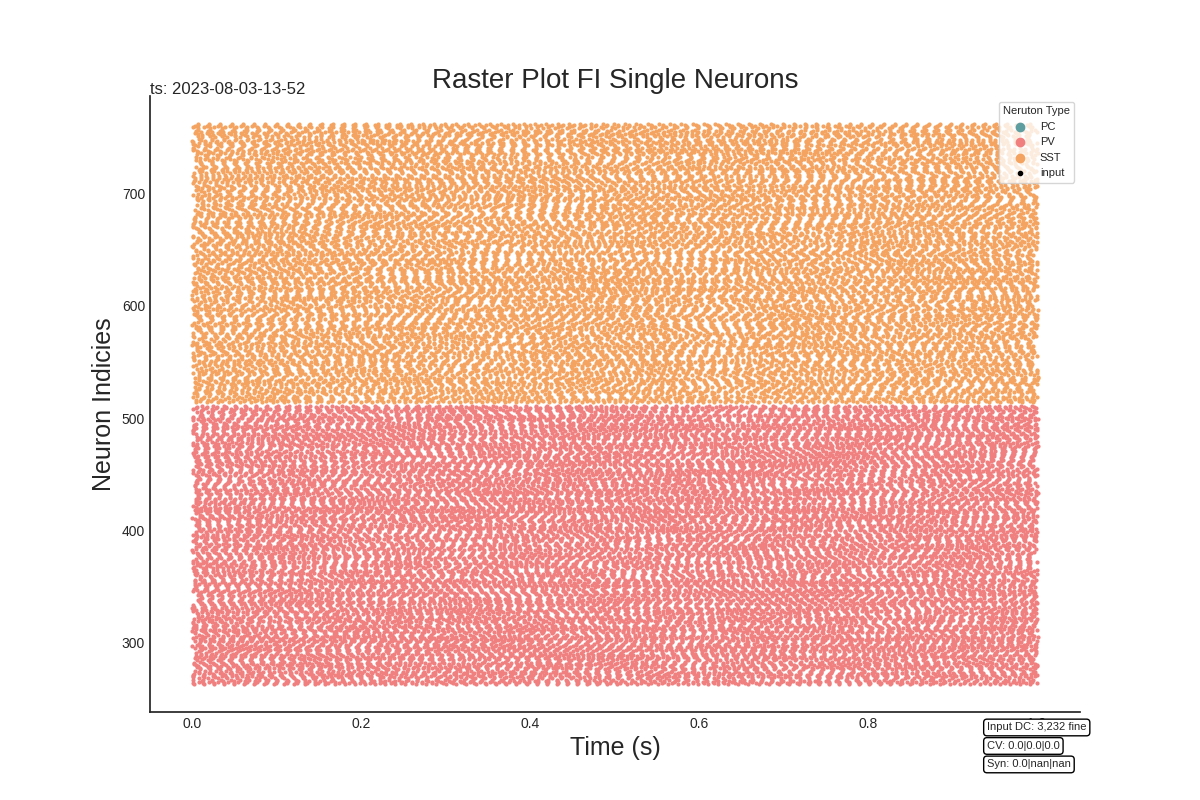 Raster Plot FI Single Neurons
ts: 2023-08-03-13-52
Neruton Type
PC
PV
SST
input
Neuron Indicies
700
600
500
400
300
0.0 0.2 0.4 0.6 0.8
Time (s)
Input DC: 3,232 fine
CV: 0.0|0.0|0.0
Syn: 0.0|nan|nan